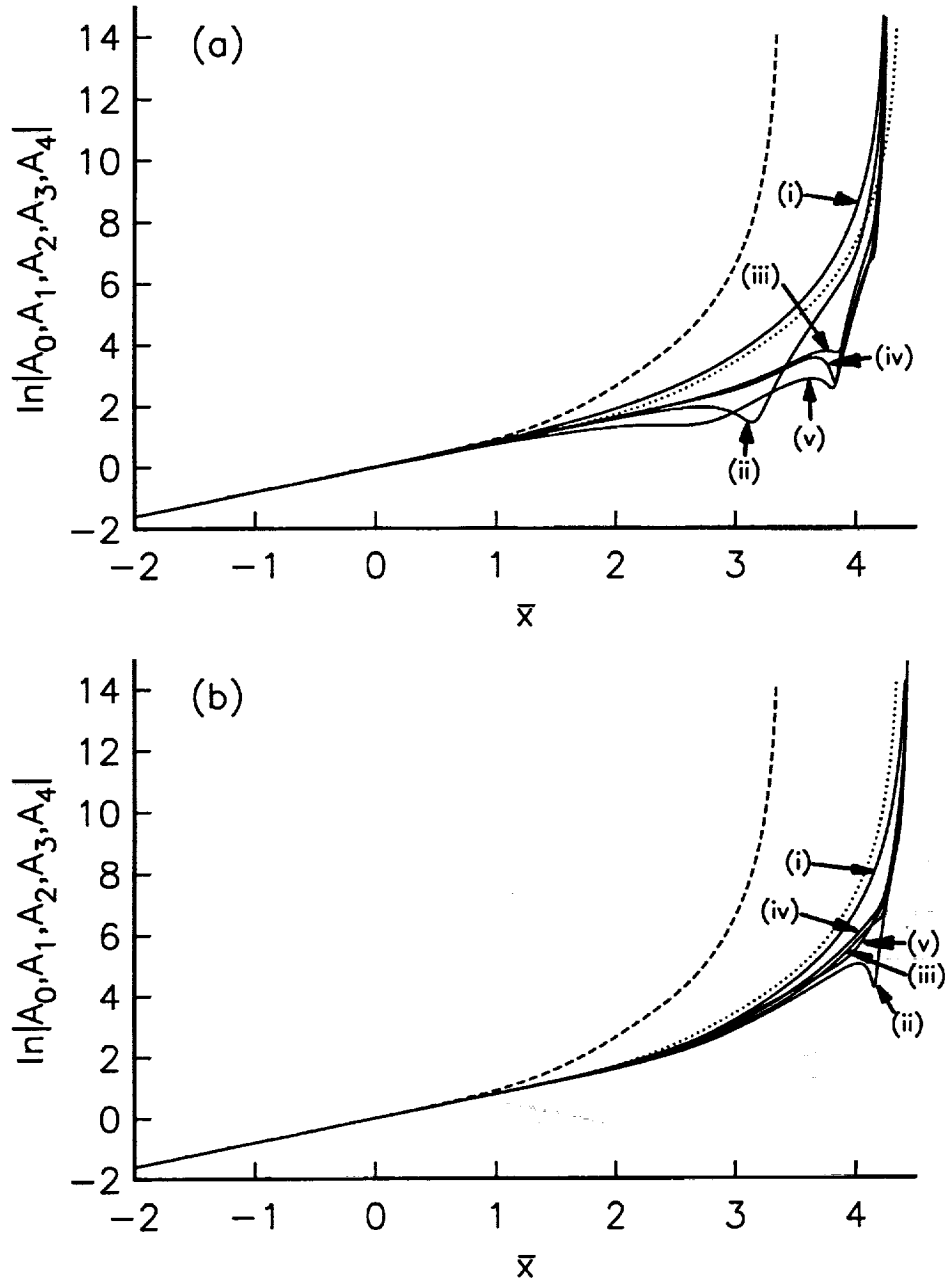 (a)
ln|A₀,A₁,A₂,A₃,A₄|
14
12
10
8
6
4
2
0
−2
(i)
(iii)
(iv)
(v)
(ii)
−2 −1 0 1 2 3 4
x̄
(b)
ln|A₀,A₁,A₂,A₃,A₄|
14
12
10
8
6
4
2
0
−2
(i)
(iv)
(v)
(iii)
(ii)
−2 −1 0 1 2 3 4
x̄